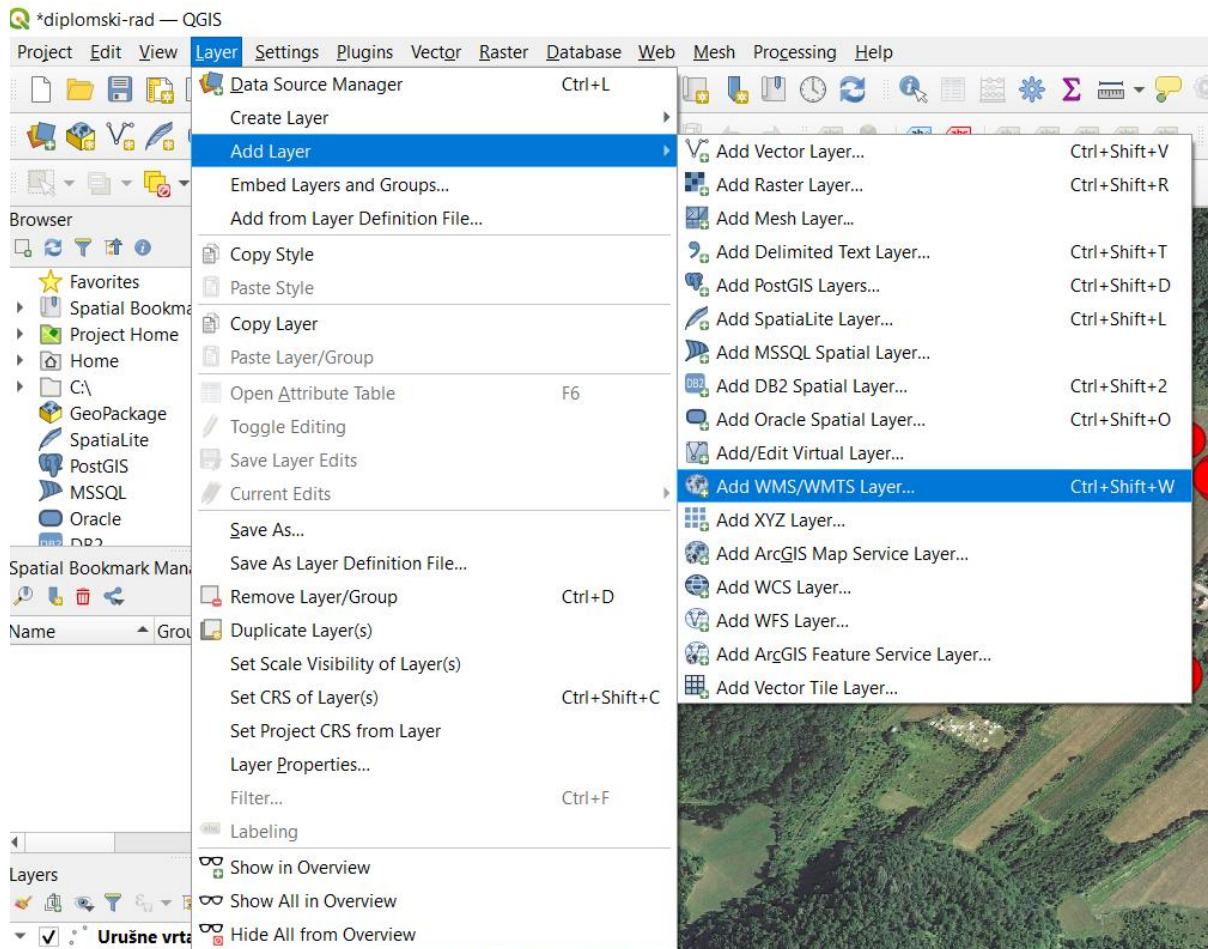 *diplomski-rad — QGIS
Project Edit View Layer Settings Plugins Vector Raster Database Web Mesh Processing Help
Data Source Manager Ctrl+L
Create Layer
Add Layer
Embed Layers and Groups...
Add from Layer Definition File...
Copy Style
Paste Style
Copy Layer
Paste Layer/Group
Open Attribute Table F6
Toggle Editing
Save Layer Edits
Current Edits
Save As...
Save As Layer Definition File...
Remove Layer/Group Ctrl+D
Duplicate Layer(s)
Set Scale Visibility of Layer(s)
Set CRS of Layer(s) Ctrl+Shift+C
Set Project CRS from Layer
Layer Properties...
Filter... Ctrl+F
Labeling
Show in Overview
Show All in Overview
Hide All from Overview
Add Vector Layer... Ctrl+Shift+V
Add Raster Layer... Ctrl+Shift+R
Add Mesh Layer...
Add Delimited Text Layer... Ctrl+Shift+T
Add PostGIS Layers... Ctrl+Shift+D
Add SpatiaLite Layer... Ctrl+Shift+L
Add MSSQL Spatial Layer...
Add DB2 Spatial Layer... Ctrl+Shift+2
Add Oracle Spatial Layer... Ctrl+Shift+O
Add/Edit Virtual Layer...
Add WMS/WMTS Layer... Ctrl+Shift+W
Add XYZ Layer...
Add ArcGIS Map Service Layer...
Add WCS Layer...
Add WFS Layer...
Add ArcGIS Feature Service Layer...
Add Vector Tile Layer...
Browser
Favorites
Spatial Bookma
Project Home
Home
C:\
GeoPackage
SpatiaLite
PostGIS
MSSQL
Oracle
DB2
Spatial Bookmark Mana
Name Grou
Layers
Urušne vrta